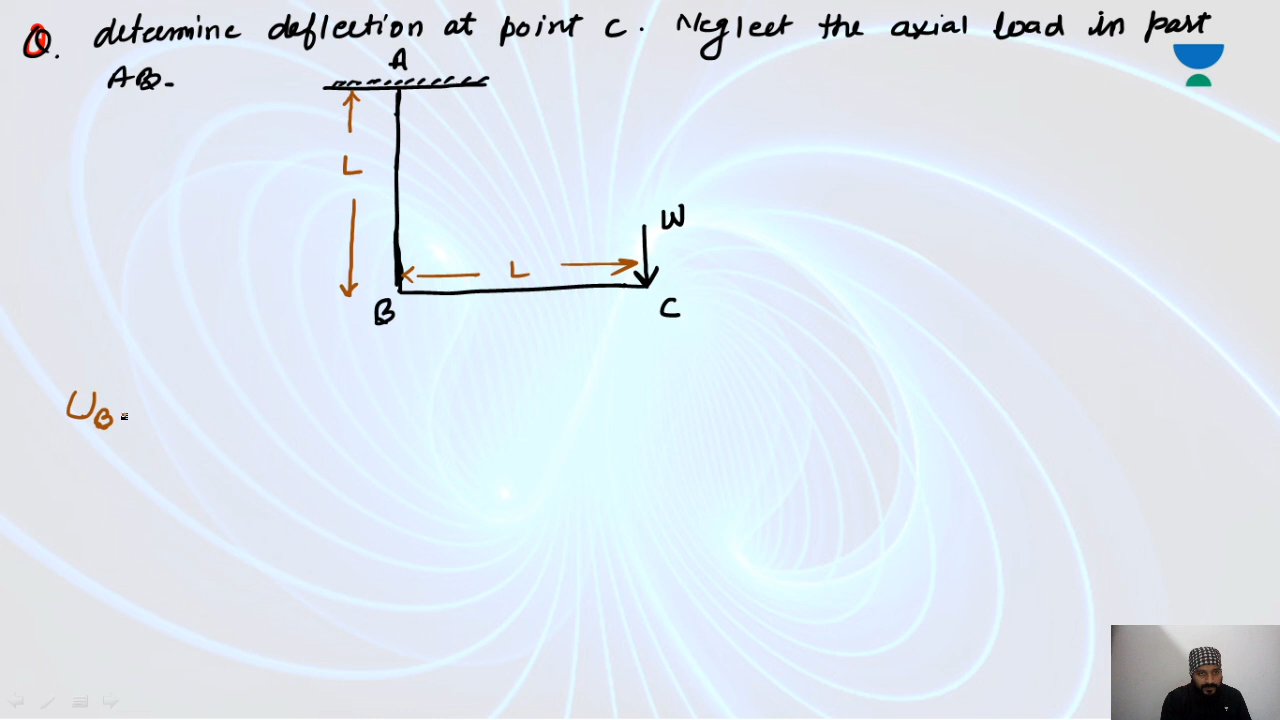 Q. determine deflection at point C. Neglect the axial load in part
AB.
A
L
W
L
B
C
UB